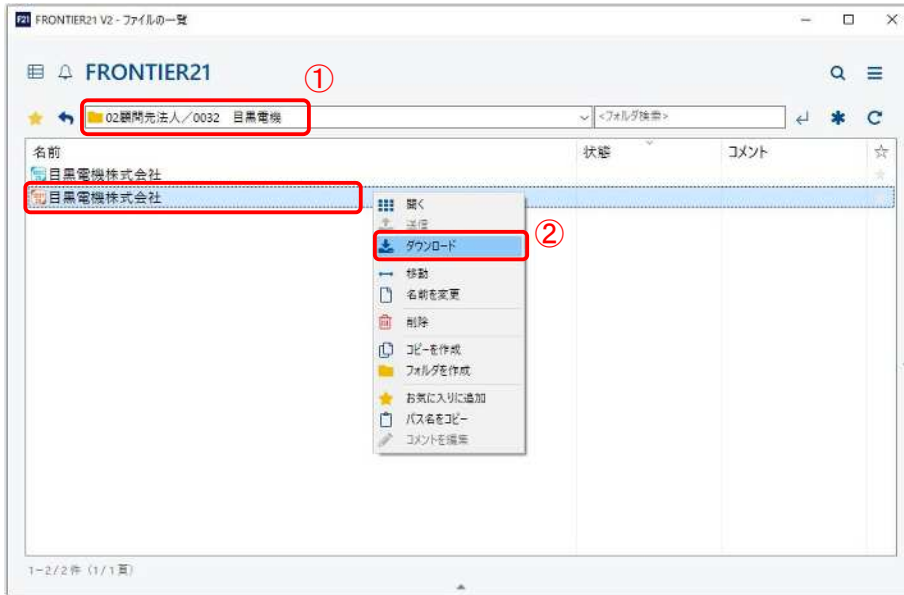 F21 FRONTIER21 V2 - ファイルの一覧
FRONTIER21
①
02顧問先法人／0032 目黒電機
<フォルダ検索>
名前 状態 コメント
目黒電機株式会社
目黒電機株式会社
開く
送信
②
ダウンロード
移動
名前を変更
削除
コピーを作成
フォルダを作成
お気に入りに追加
パス名をコピー
コメントを編集
1-2/2件 (1/1頁)